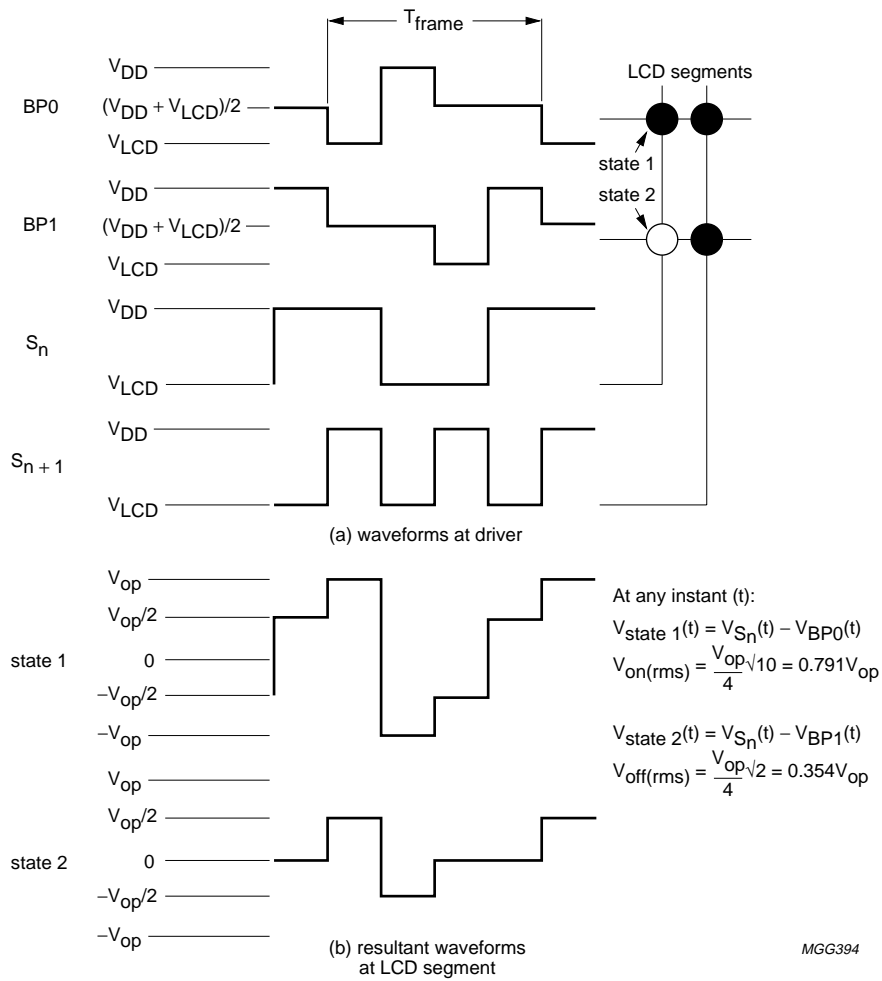 T_frame
V_DD
BP0 (V_DD + V_LCD)/2
V_LCD
LCD segments
state 1
V_DD
BP1 (V_DD + V_LCD)/2
V_LCD
state 2
V_DD
S_n
V_LCD
V_DD
S_n + 1
V_LCD
(a) waveforms at driver
V_op
V_op/2
state 1 0
−V_op/2
−V_op
At any instant (t):
V_state 1(t) = V_S_n(t) − V_BP0(t)
V_on(rms) = V_op/4 √10 = 0.791V_op
V_state 2(t) = V_S_n(t) − V_BP1(t)
V_off(rms) = V_op/4 √2 = 0.354V_op
V_op
V_op/2
state 2 0
−V_op/2
−V_op
(b) resultant waveforms
at LCD segment
MGG394